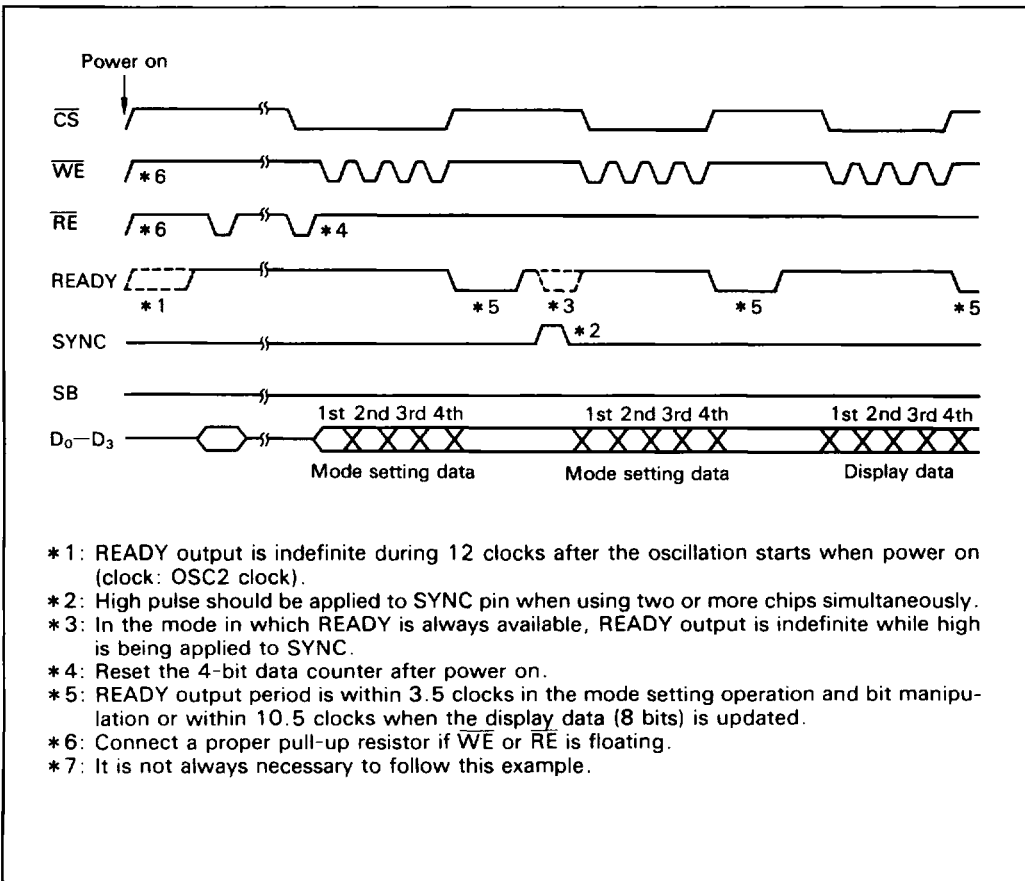 Power on
C̅S̅
W̅E̅ *6
R̅E̅ *6 *4
READY *1 *5 *3 *5 *5
SYNC *2
SB
1st 2nd 3rd 4th 1st 2nd 3rd 4th 1st 2nd 3rd 4th
D₀—D₃
Mode setting data Mode setting data Display data
*1: READY output is indefinite during 12 clocks after the oscillation starts when power on
(clock: OSC2 clock).
*2: High pulse should be applied to SYNC pin when using two or more chips simultaneously.
*3: In the mode in which READY is always available, READY output is indefinite while high
is being applied to SYNC.
*4: Reset the 4-bit data counter after power on.
*5: READY output period is within 3.5 clocks in the mode setting operation and bit manipu-
lation or within 10.5 clocks when the display data (8 bits) is updated.
*6: Connect a proper pull-up resistor if W̅E̅ or R̅E̅ is floating.
*7: It is not always necessary to follow this example.